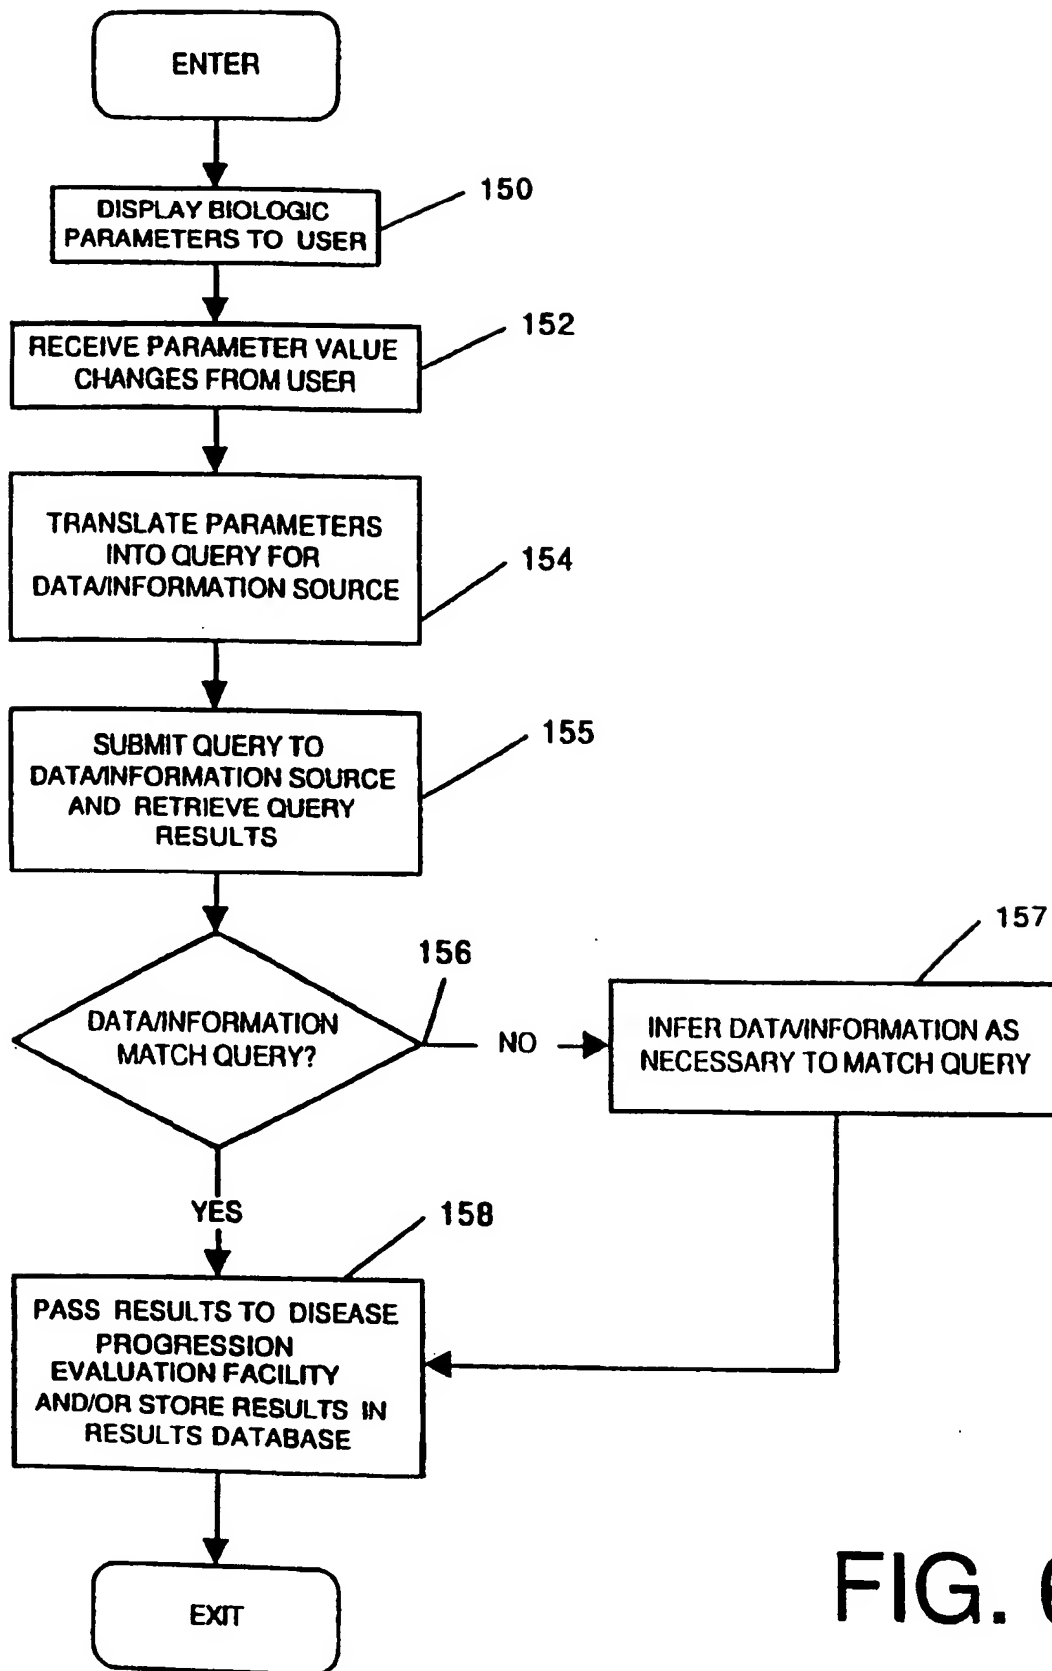 ENTER
150
DISPLAY BIOLOGIC
PARAMETERS TO USER
152
RECEIVE PARAMETER VALUE
CHANGES FROM USER
TRANSLATE PARAMETERS
INTO QUERY FOR
DATA/INFORMATION SOURCE
154
SUBMIT QUERY TO
DATA/INFORMATION SOURCE
AND RETRIEVE QUERY
RESULTS
155
156
DATA/INFORMATION
MATCH QUERY?
NO
157
INFER DATA/INFORMATION AS
NECESSARY TO MATCH QUERY
YES
158
PASS RESULTS TO DISEASE
PROGRESSION
EVALUATION FACILITY
AND/OR STORE RESULTS IN
RESULTS DATABASE
EXIT
FIG. 6